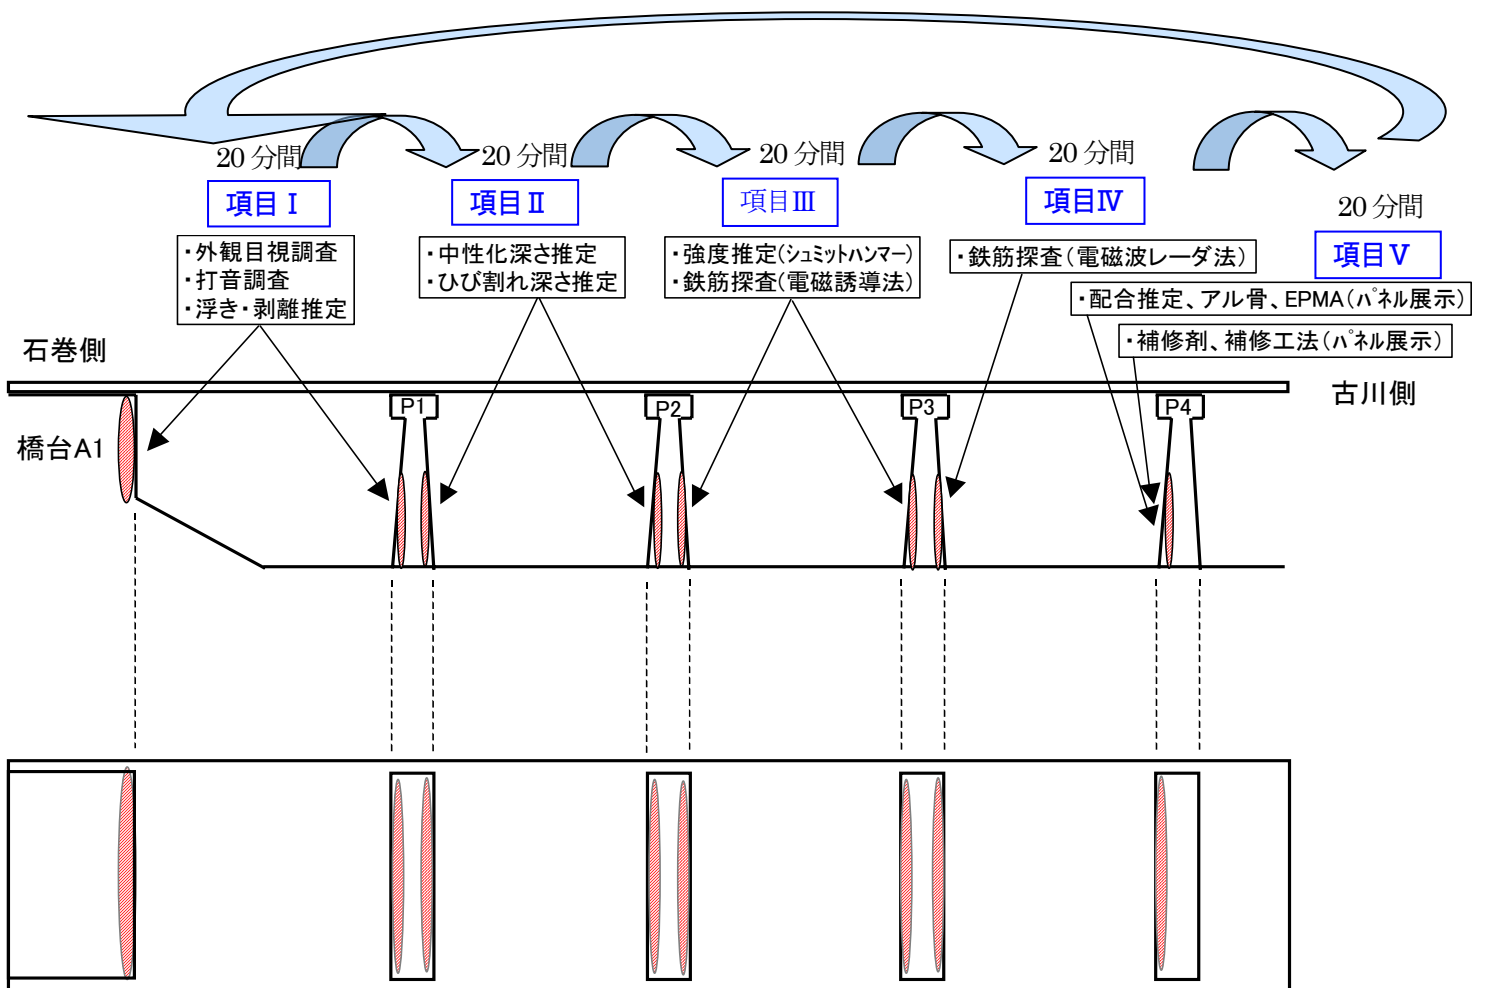 20 分間
項目 Ⅰ
・外観目視調査
・打音調査
・浮き・剥離推定
20 分間
項目 Ⅱ
・中性化深さ推定
・ひび割れ深さ推定
20 分間
項目Ⅲ
・強度推定(シュミットハンマー)
・鉄筋探査(電磁誘導法)
20 分間
項目Ⅳ
・鉄筋探査(電磁波レーダ法)
20 分間
項目 Ⅴ
・配合推定、アル骨、EPMA(パネル展示)
・補修剤、補修工法(パネル展示)
石巻側
古川側
橋台A1
P1
P2
P3
P4